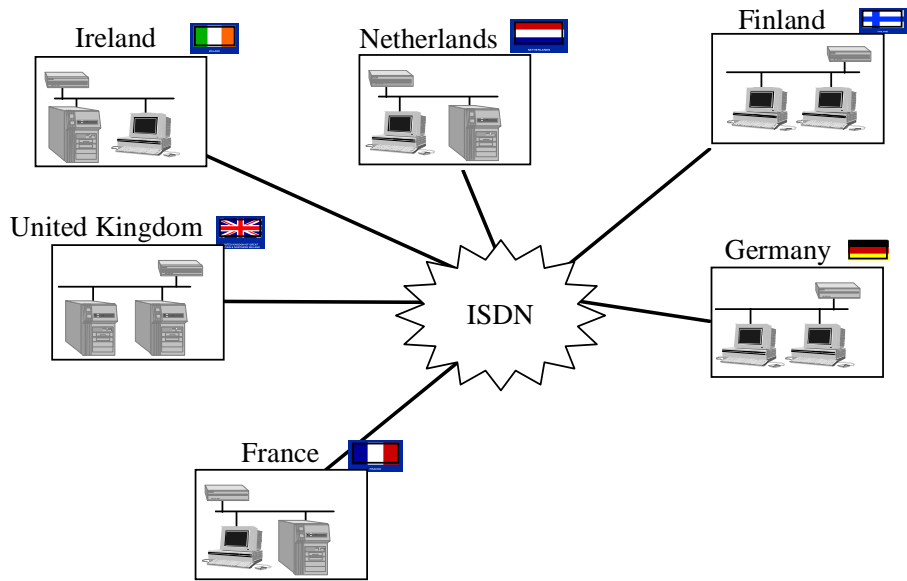 Ireland
Netherlands
Finland
United Kingdom
Germany
ISDN
France